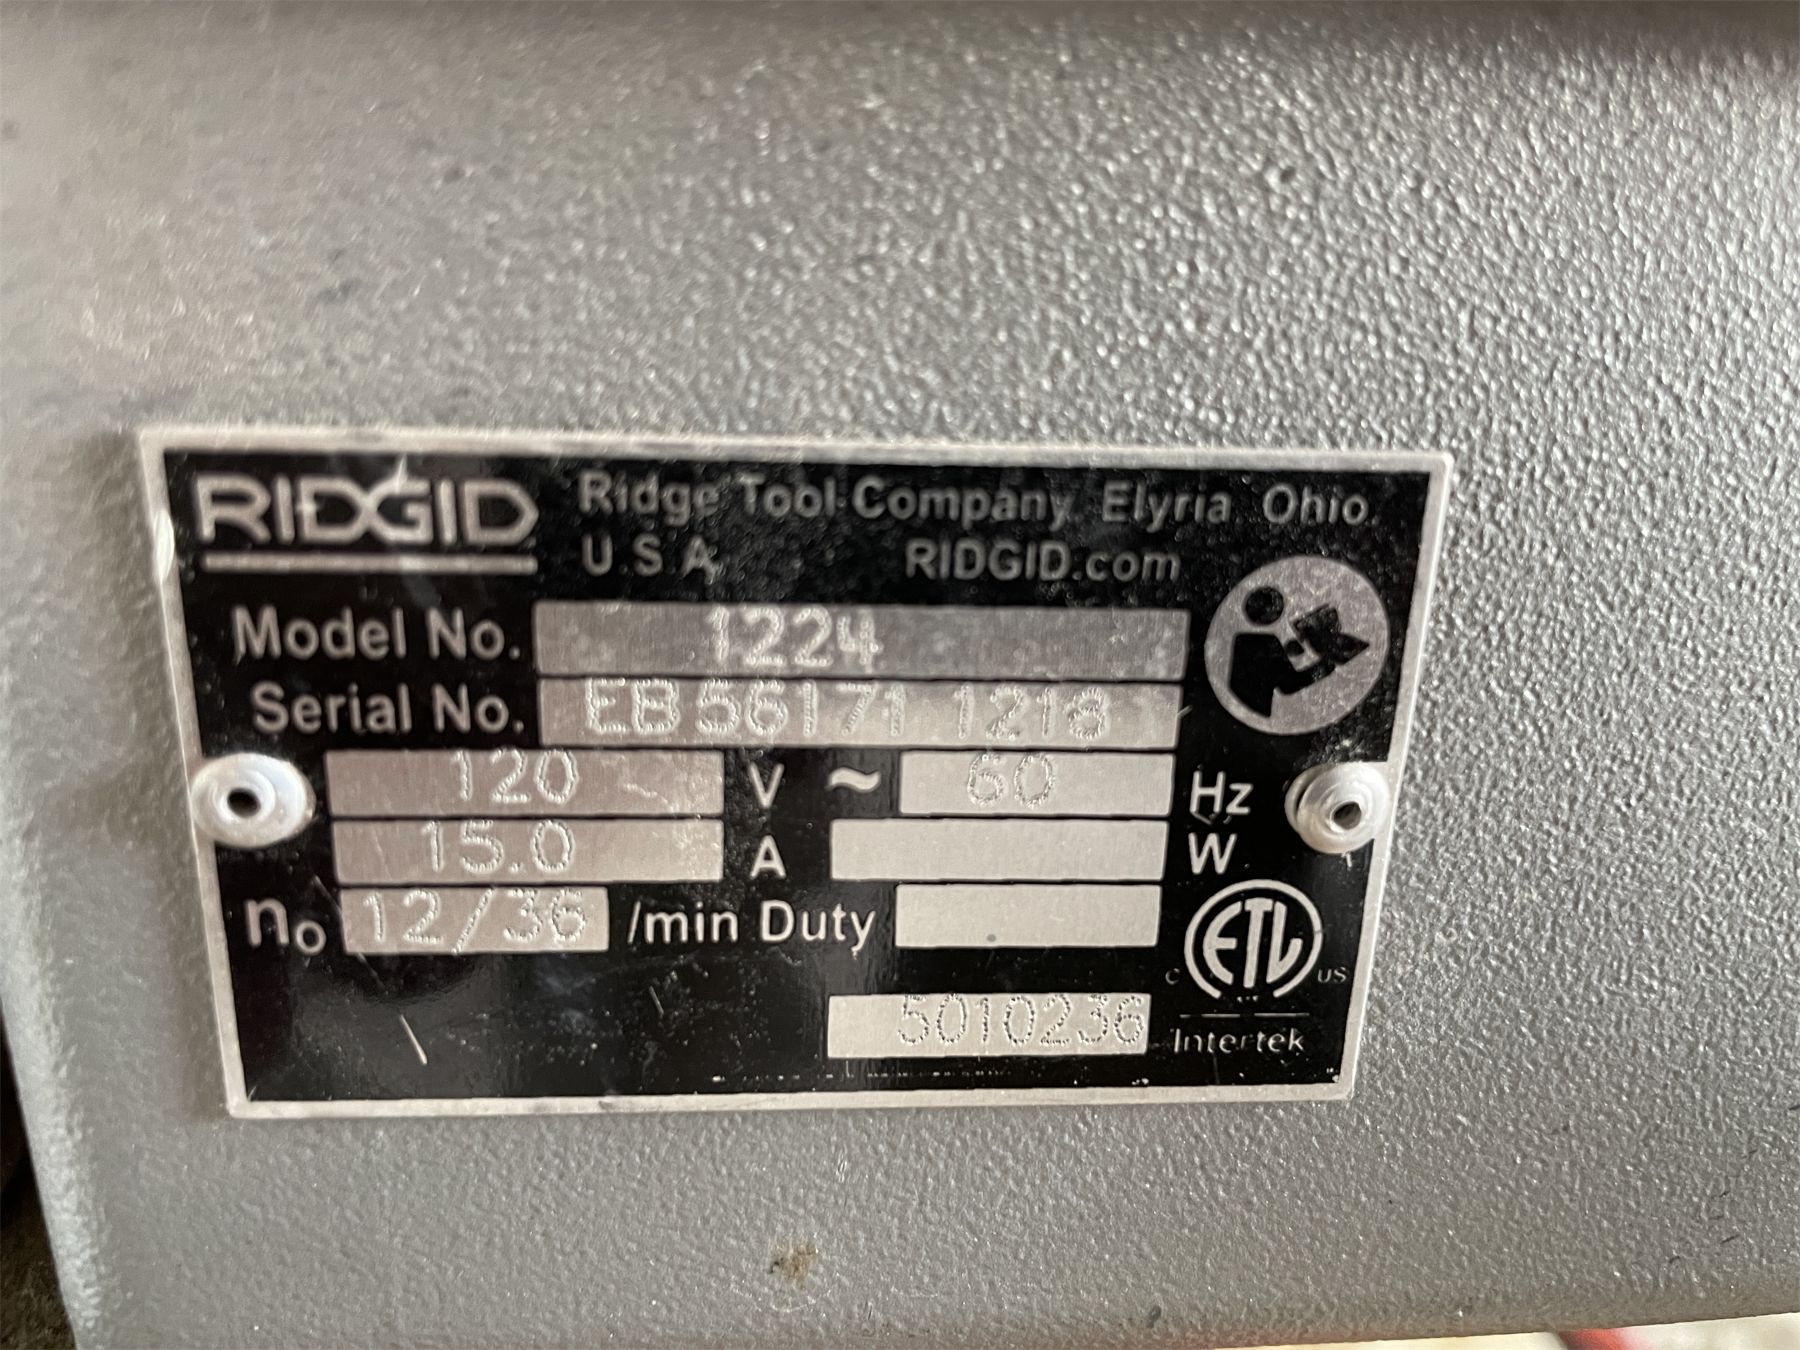 RIDGID Ridge Tool Company Elyria Ohio.
U.S.A. RIDGID.com
Model No. 1224
Serial No. EB56171 1218
120 V ~ 60 Hz
15.0 A W
no 12/36 /min Duty
ETL
C US
5010236 Intertek